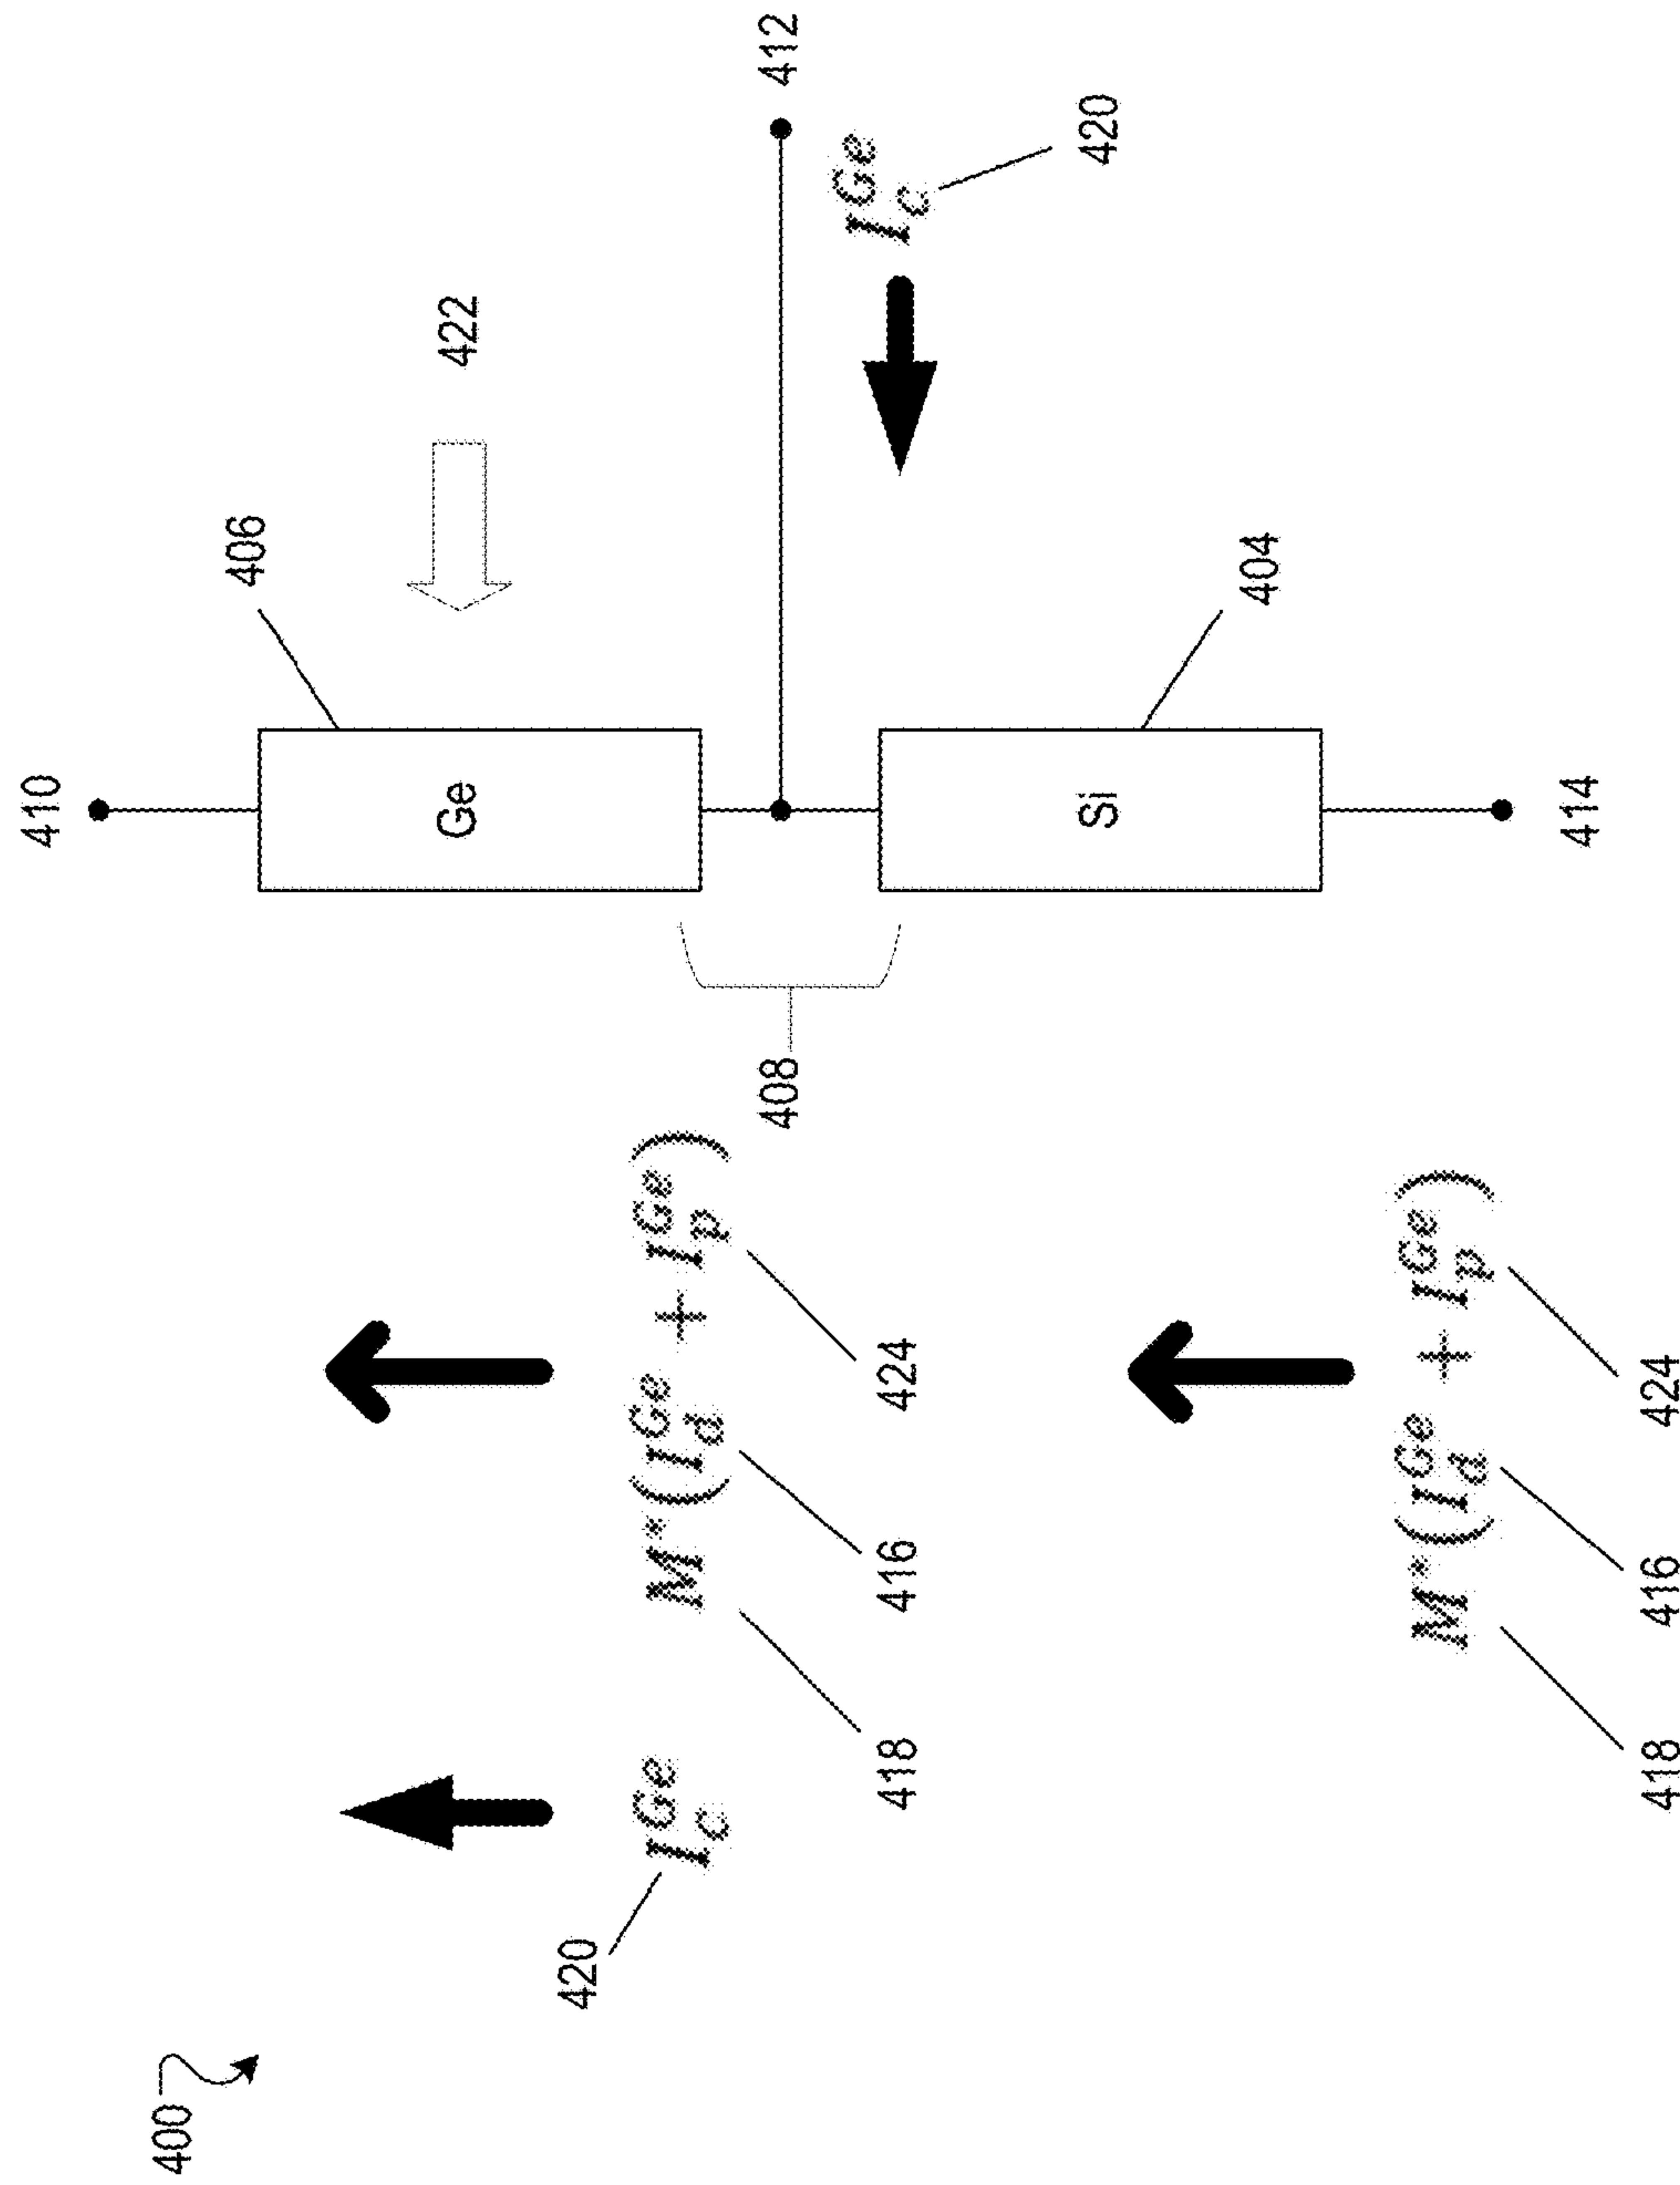 410
400
406
Ge
422
420
I_c^{Ge}
M*(I_d^{Ge} + I_p^{Ge})
408
412
I_c^{Ge}
418
416
424
Si
420
404
M*(I_d^{Ge} + I_p^{Ge})
414
418
416
424